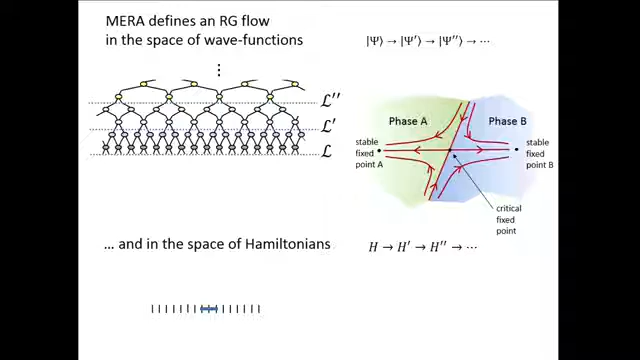 MERA defines an RG flow
in the space of wave-functions
|Ψ⟩ → |Ψ′⟩ → |Ψ′′⟩ → ⋯
⋮
ℒ′′
ℒ′
ℒ
Phase A
Phase B
stable
fixed
point A
stable
fixed
point B
critical
fixed
point
... and in the space of Hamiltonians
H → H′ → H′′ → ⋯